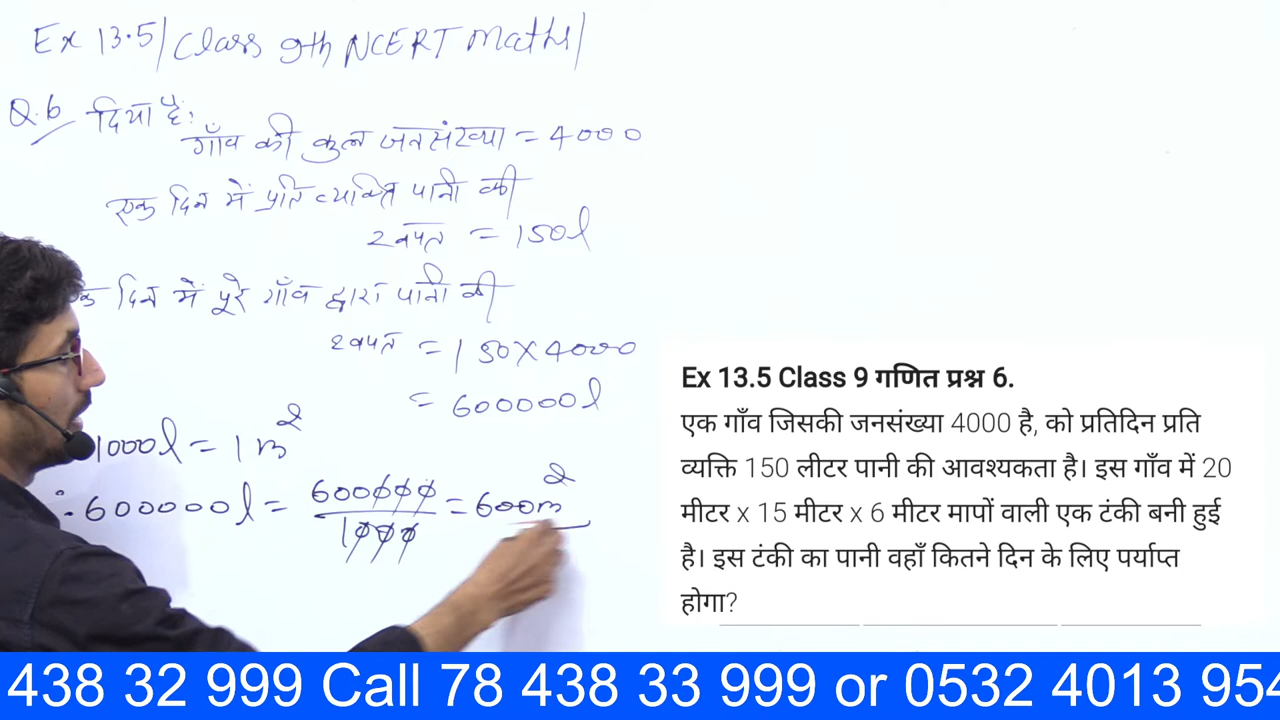 Ex 13.5/ Class 9th NCERT Maths/
Q.6 दिया है:
गाँव की कुल जनसंख्या = 4000
एक दिन में प्रति व्यक्ति पानी की
खपत = 150l
दिन में पूरे गाँव द्वारा पानी की
खपत = 150×4000
= 600000l
1000l = 1m²
∴ 600000l = 600000/1000 = 600m²
Ex 13.5 Class 9 गणित प्रश्न 6.
एक गाँव जिसकी जनसंख्या 4000 है, को प्रतिदिन प्रति
व्यक्ति 150 लीटर पानी की आवश्यकता है। इस गाँव में 20
मीटर x 15 मीटर x 6 मीटर मापों वाली एक टंकी बनी हुई
है। इस टंकी का पानी वहाँ कितने दिन के लिए पर्याप्त
होगा?
438 32 999 Call 78 438 33 999 or 0532 4013 954